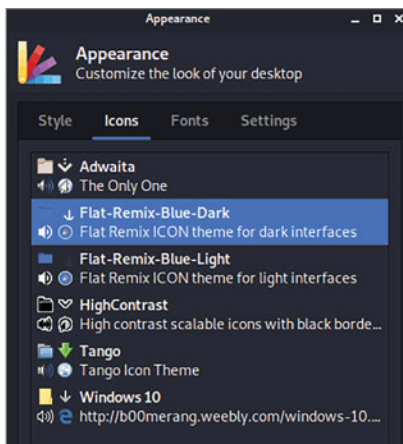 Appearance
Appearance
Customize the look of your desktop
Style Icons Fonts Settings
Adwaita
The Only One
Flat-Remix-Blue-Dark
Flat Remix ICON theme for dark interfaces
Flat-Remix-Blue-Light
Flat Remix ICON theme for light interfaces
HighContrast
High contrast scalable icons with black borde...
Tango
Tango Icon Theme
Windows 10
http://b00merang.weebly.com/windows-10....